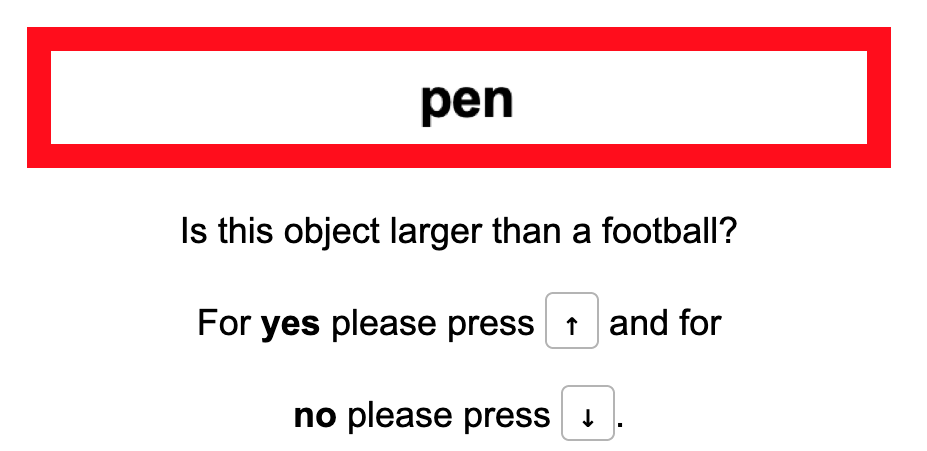 pen
Is this object larger than a football?
For yes please press ↑ and for
no please press ↓.